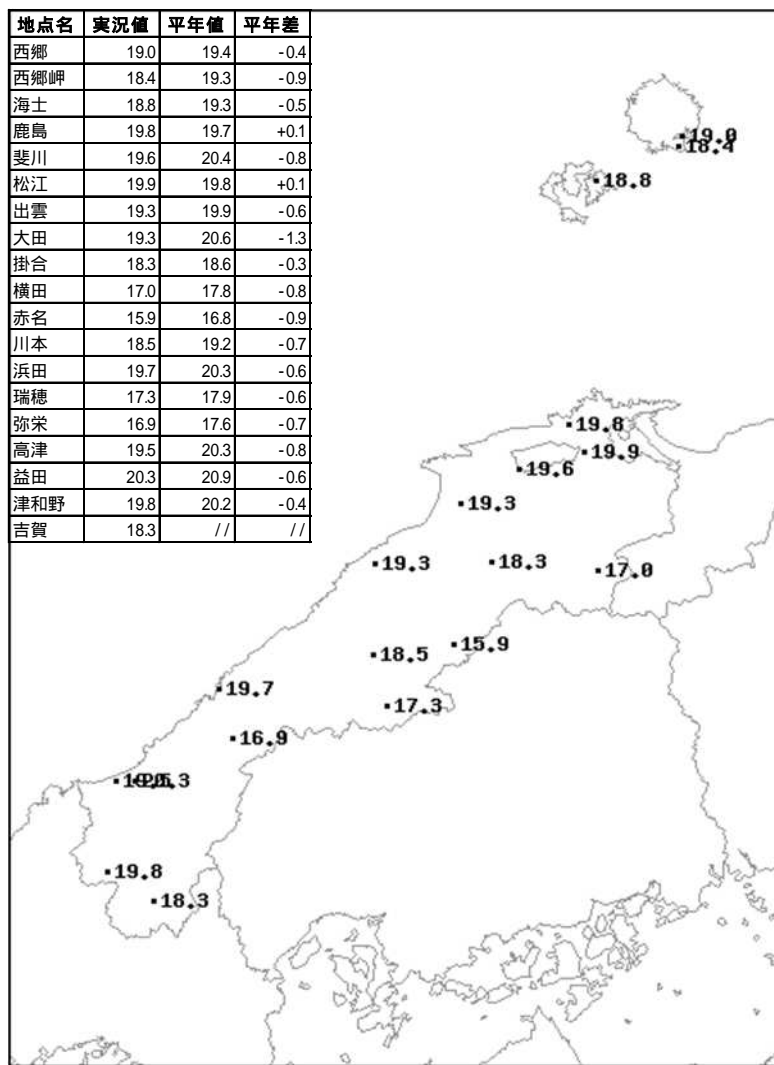 地点名 実況値 平年値 平年差
西郷 19.0 19.4 -0.4
西郷岬 18.4 19.3 -0.9
海士 18.8 19.3 -0.5
鹿島 19.8 19.7 +0.1
斐川 19.6 20.4 -0.8
松江 19.9 19.8 +0.1
出雲 19.3 19.9 -0.6
大田 19.3 20.6 -1.3
掛合 18.3 18.6 -0.3
横田 17.0 17.8 -0.8
赤名 15.9 16.8 -0.9
川本 18.5 19.2 -0.7
浜田 19.7 20.3 -0.6
瑞穂 17.3 17.9 -0.6
弥栄 16.9 17.6 -0.7
高津 19.5 20.3 -0.8
益田 20.3 20.9 -0.6
津和野 19.8 20.2 -0.4
吉賀 18.3 // //
19.0
18.4
18.8
19.8
19.9
19.6
19.3
19.3
18.3
17.0
15.9
18.5
19.7
17.3
16.9
19.8
18.3